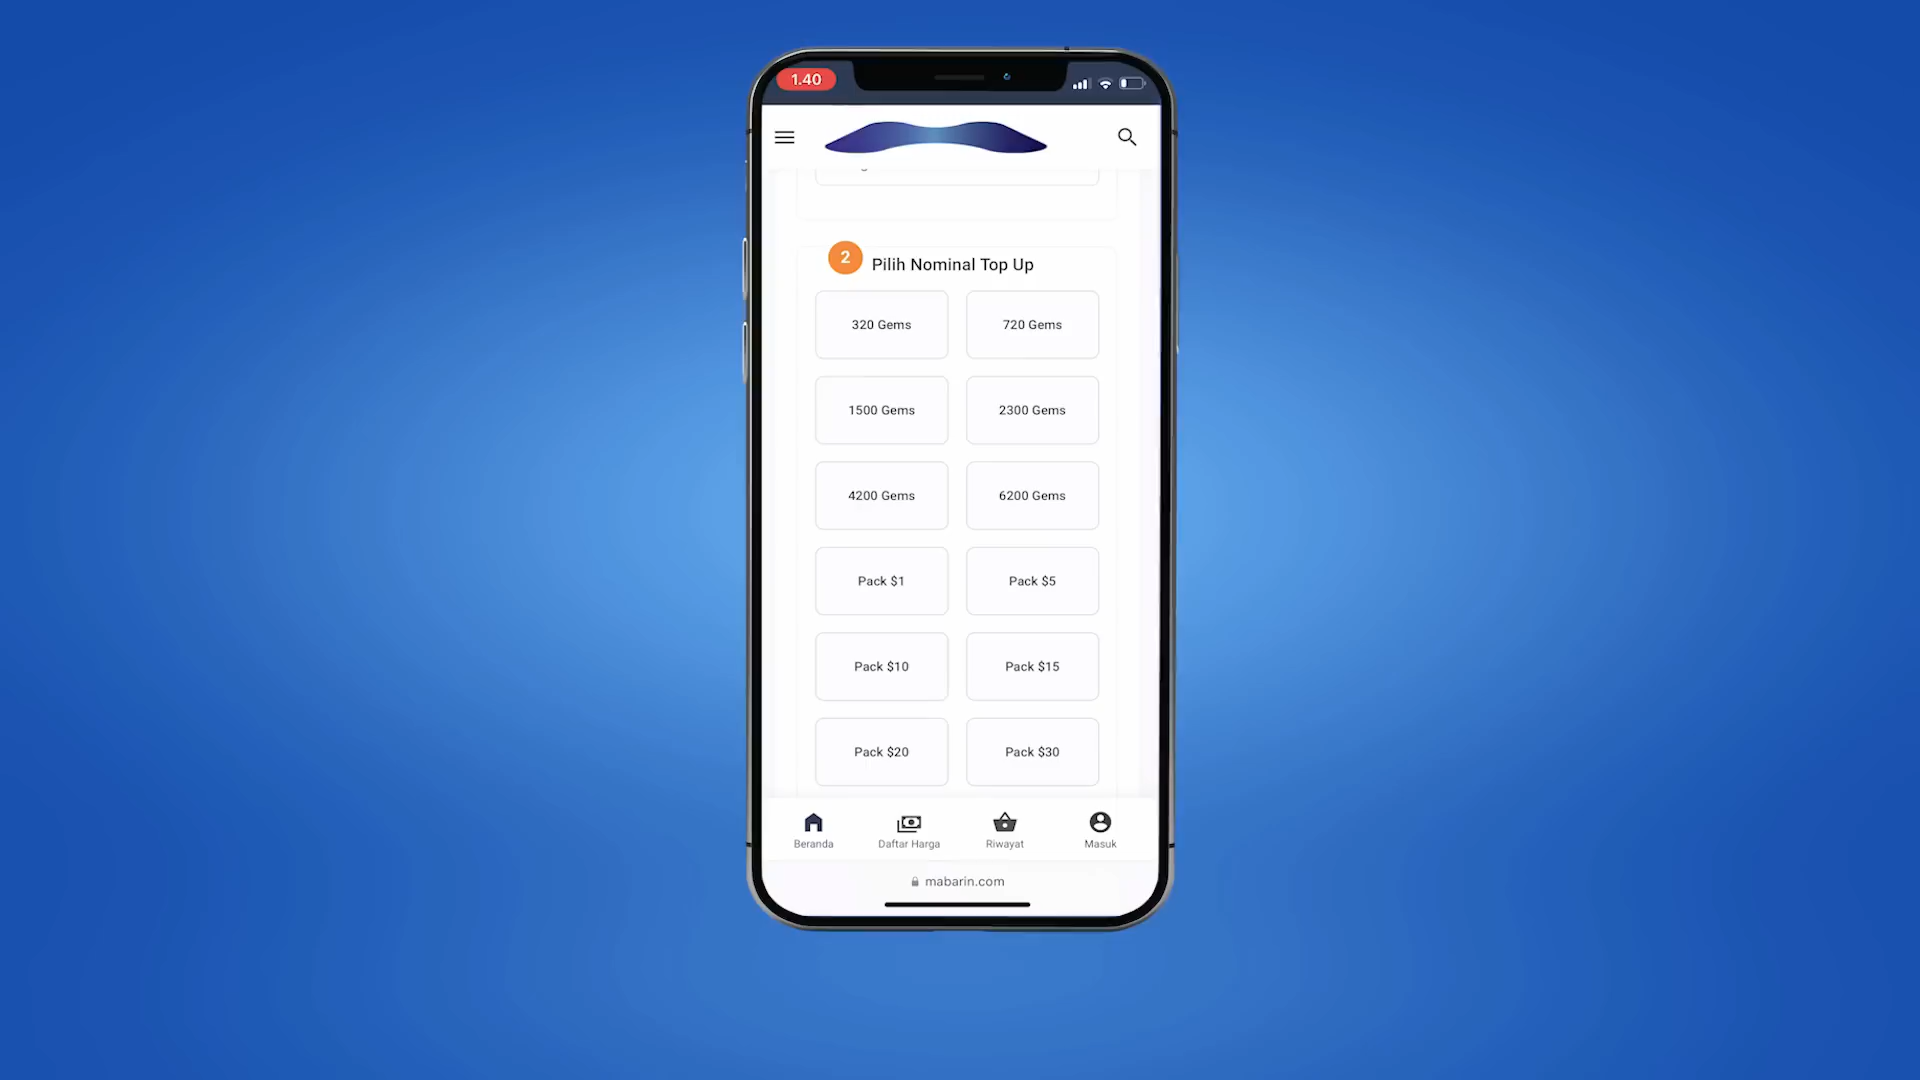 1.40
2
Pilih Nominal Top Up
320 Gems
720 Gems
1500 Gems
2300 Gems
4200 Gems
6200 Gems
Pack $1
Pack $5
Pack $10
Pack $15
Pack $20
Pack $30
Beranda
Daftar Harga
Riwayat
Masuk
mabarin.com